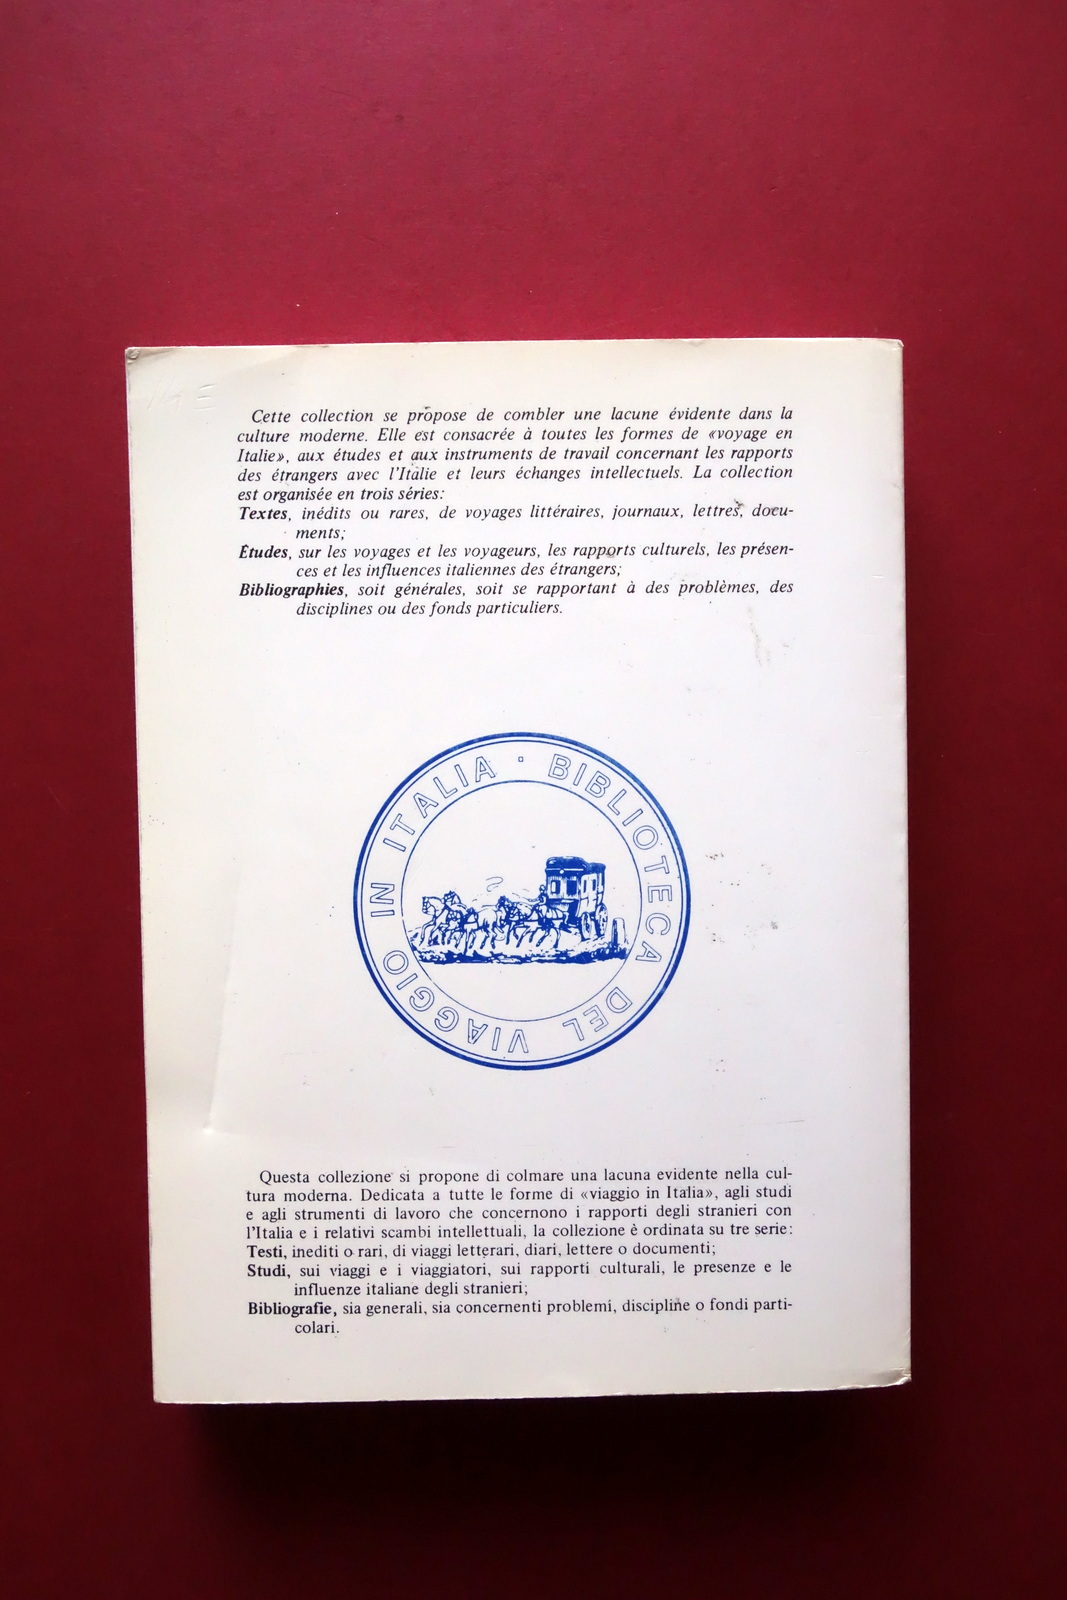 Cette collection se propose de combler une lacune évidente dans la
culture moderne. Elle est consacrée à toutes les formes de «voyage en
Italie», aux études et aux instruments de travail concernant les rapports
des étrangers avec l'Italie et leurs échanges intellectuels. La collection
est organisée en trois séries:
Textes, inédits ou rares, de voyages littéraires, journaux, lettres, docu-
ments;
Études, sur les voyages et les voyageurs, les rapports culturels, les présen-
ces et les influences italiennes des étrangers;
Bibliographies, soit générales, soit se rapportant à des problèmes, des
disciplines ou des fonds particuliers.
BIBLIOTECA DEL VIAGGIO IN ITALIA
Questa collezione si propone di colmare una lacuna evidente nella cul-
tura moderna. Dedicata a tutte le forme di «viaggio in Italia», agli studi
e agli strumenti di lavoro che concernono i rapporti degli stranieri con
l'Italia e i relativi scambi intellettuali, la collezione è ordinata su tre serie:
Testi, inediti o rari, di viaggi letterari, diari, lettere o documenti;
Studi, sui viaggi e i viaggiatori, sui rapporti culturali, le presenze e le
influenze italiane degli stranieri;
Bibliografie, sia generali, sia concernenti problemi, discipline o fondi parti-
colari.